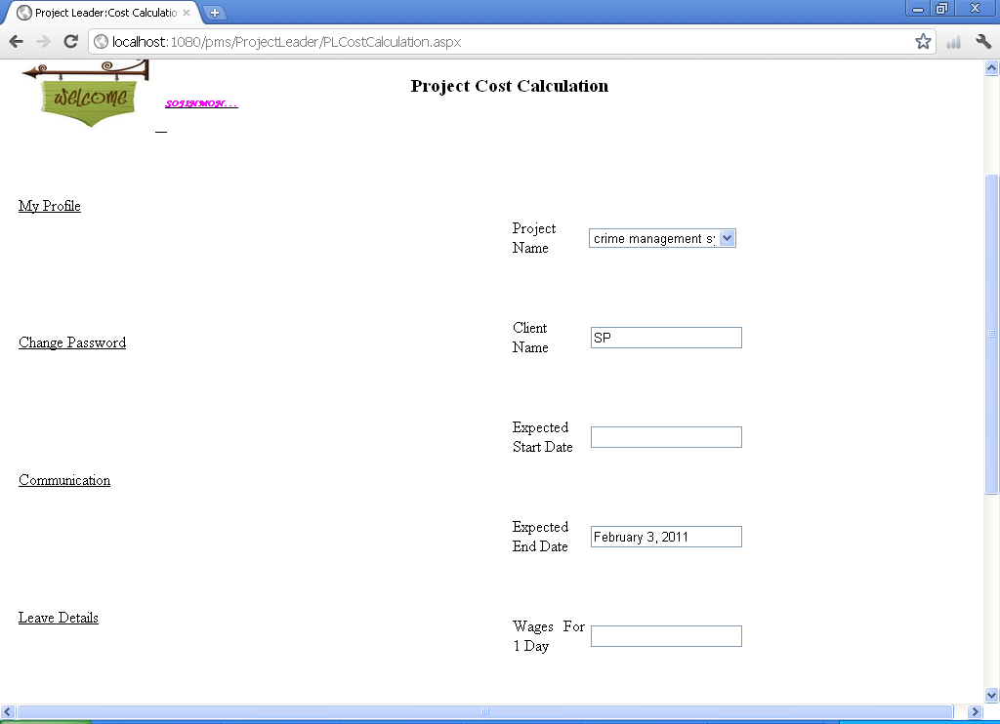 Project Leader:Cost Calculatio
localhost:1080/pms/ProjectLeader/PLCostCalculation.aspx
Welcome
SOJINMON...
Project Cost Calculation
My Profile
Project
Name
crime management s
Change Password
Client
Name
SP
Expected
Start Date
Communication
Expected
End Date
February 3, 2011
Leave Details
Wages For
1 Day